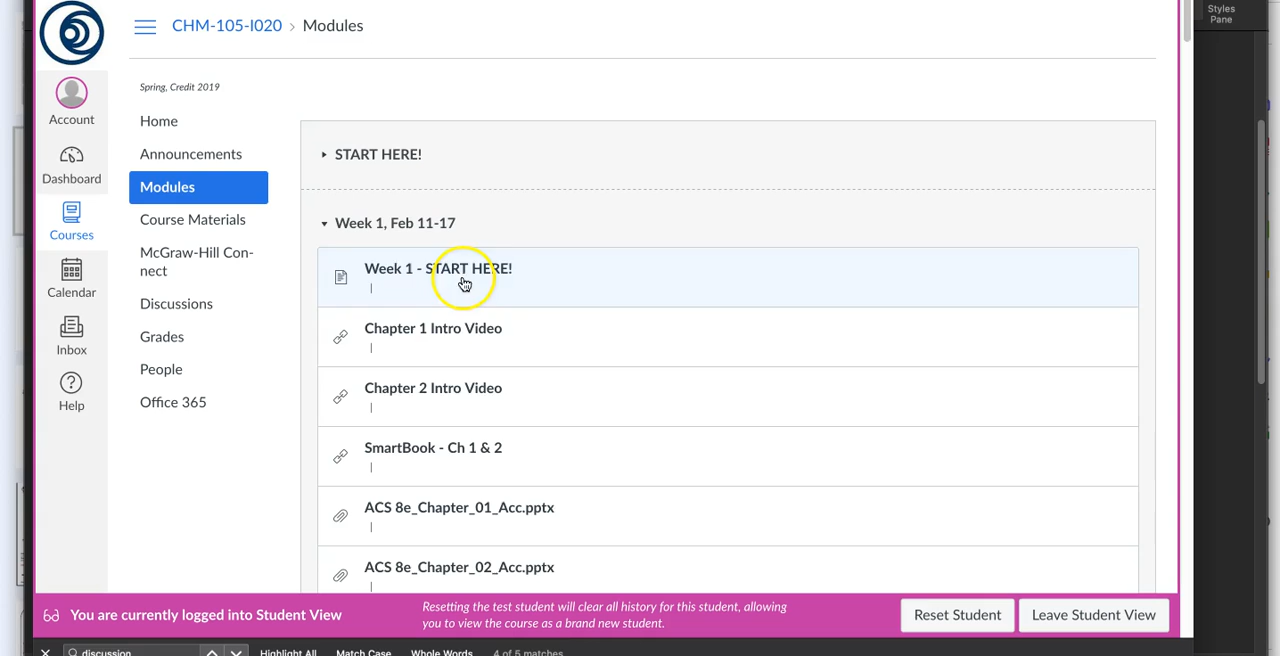 Styles
Pane
CHM-105-I020 > Modules
Spring, Credit 2019
Account
Dashboard
Courses
Calendar
Inbox
Help
Home
Announcements
Modules
Course Materials
McGraw-Hill Con-
nect
Discussions
Grades
People
Office 365
START HERE!
Week 1, Feb 11-17
Week 1 - START HERE!
|
Chapter 1 Intro Video
|
Chapter 2 Intro Video
|
SmartBook - Ch 1 & 2
|
ACS 8e_Chapter_01_Acc.pptx
|
ACS 8e_Chapter_02_Acc.pptx
|
You are currently logged into Student View
Resetting the test student will clear all history for this student, allowing
you to view the course as a brand new student.
Reset Student
Leave Student View
discussion
Highlight All
Match Case
Whole Words
4 of 5 matches